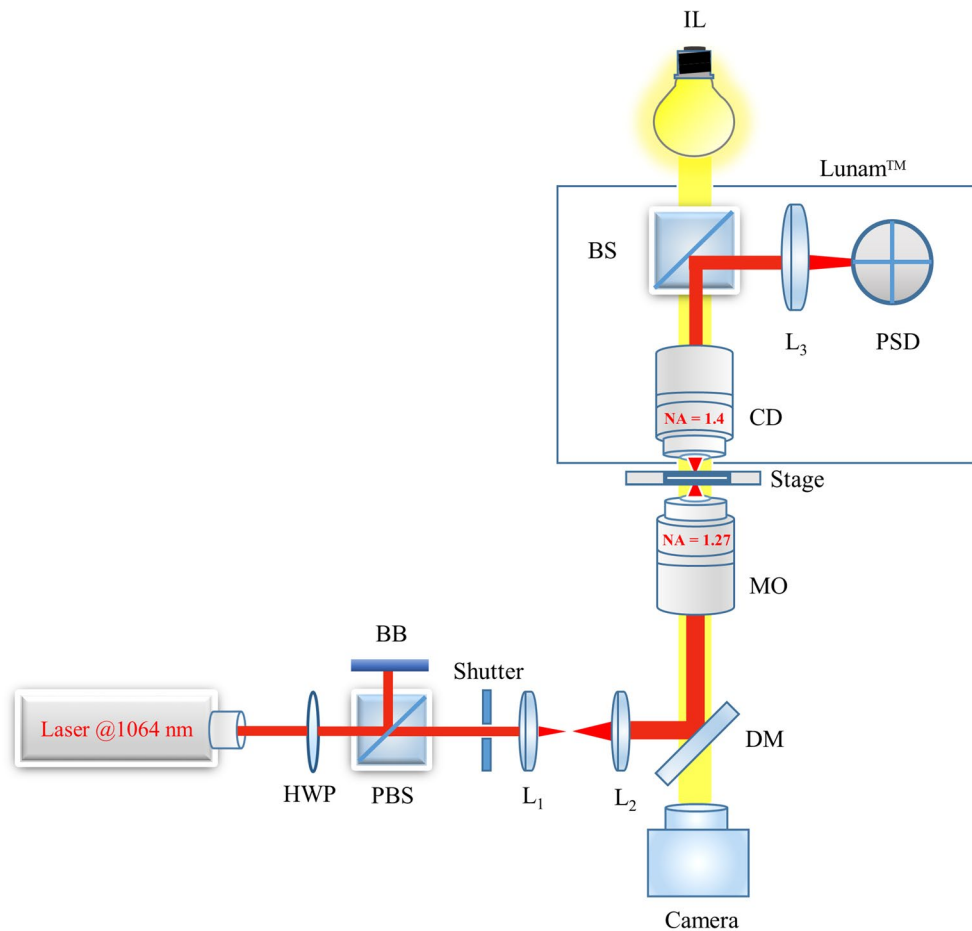 IL
Lunam™
BS
L3
PSD
NA = 1.4
CD
Stage
NA = 1.27
MO
BB
Shutter
Laser @1064 nm
DM
HWP
PBS
L1
L2
Camera